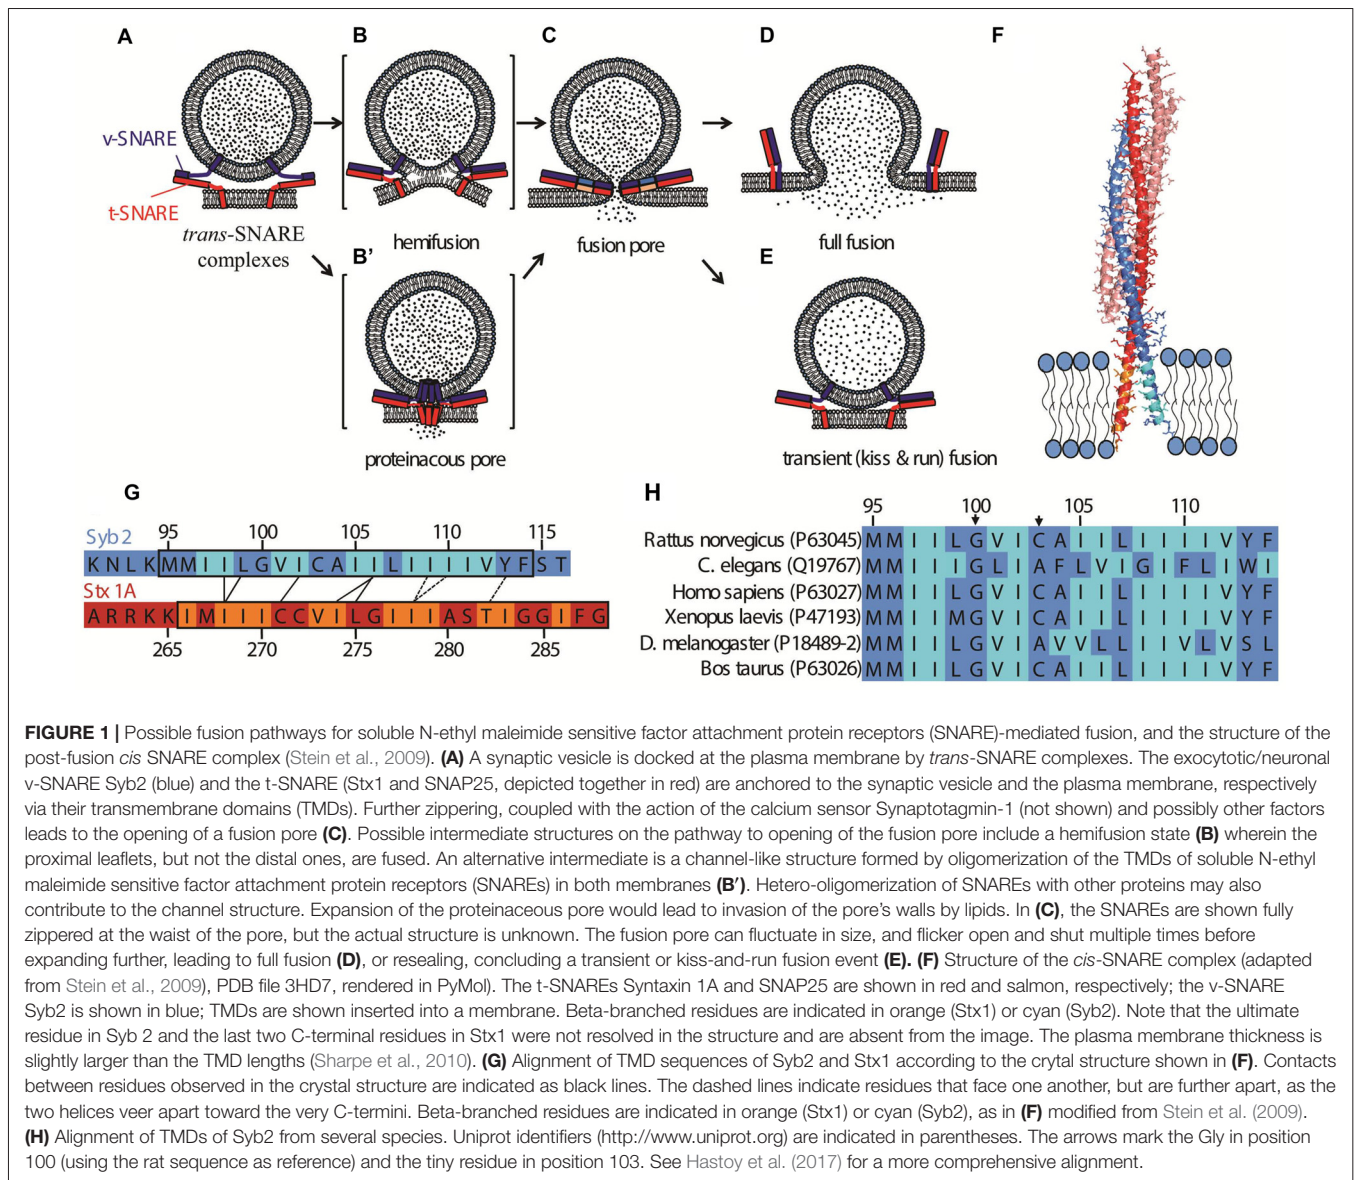 A
B
C
D
F
v-SNARE
t-SNARE
trans-SNARE
complexes
hemifusion
fusion pore
full fusion
B'
E
proteinacous pore
transient (kiss & run) fusion
G
95 100 105 110 115
Syb 2
K N L K M M I I L G V I C A I I L I I I I V Y F S T
Stx 1A
A R R K K I M I I I C C V I L G I I I A S T I G G I F G
265 270 275 280 285
H
95 100 105 110
Rattus norvegicus (P63045) M M I I L G V I C A I I L I I I I V Y F
C. elegans (Q19767) M M I I I G L I A F L V I G I F L I W I
Homo sapiens (P63027) M M I I L G V I C A I I L I I I I V Y F
Xenopus laevis (P47193) M M I I M G V I C A I I L I I I I V Y F
D. melanogaster (P18489-2) M M I I L G V I A V V L L I I V L V S L
Bos taurus (P63026) M M I I L G V I C A I I L I I I I V Y F
FIGURE 1 | Possible fusion pathways for soluble N-ethyl maleimide sensitive factor attachment protein receptors (SNARE)-mediated fusion, and the structure of the
post-fusion cis SNARE complex (Stein et al., 2009). (A) A synaptic vesicle is docked at the plasma membrane by trans-SNARE complexes. The exocytotic/neuronal
v-SNARE Syb2 (blue) and the t-SNARE (Stx1 and SNAP25, depicted together in red) are anchored to the synaptic vesicle and the plasma membrane, respectively
via their transmembrane domains (TMDs). Further zippering, coupled with the action of the calcium sensor Synaptotagmin-1 (not shown) and possibly other factors
leads to the opening of a fusion pore (C). Possible intermediate structures on the pathway to opening of the fusion pore include a hemifusion state (B) wherein the
proximal leaflets, but not the distal ones, are fused. An alternative intermediate is a channel-like structure formed by oligomerization of the TMDs of soluble N-ethyl
maleimide sensitive factor attachment protein receptors (SNAREs) in both membranes (B'). Hetero-oligomerization of SNAREs with other proteins may also
contribute to the channel structure. Expansion of the proteinaceous pore would lead to invasion of the pore's walls by lipids. In (C), the SNAREs are shown fully
zippered at the waist of the pore, but the actual structure is unknown. The fusion pore can fluctuate in size, and flicker open and shut multiple times before
expanding further, leading to full fusion (D), or resealing, concluding a transient or kiss-and-run fusion event (E). (F) Structure of the cis-SNARE complex (adapted
from Stein et al., 2009), PDB file 3HD7, rendered in PyMol). The t-SNAREs Syntaxin 1A and SNAP25 are shown in red and salmon, respectively; the v-SNARE
Syb2 is shown in blue; TMDs are shown inserted into a membrane. Beta-branched residues are indicated in orange (Stx1) or cyan (Syb2). Note that the ultimate
residue in Syb 2 and the last two C-terminal residues in Stx1 were not resolved in the structure and are absent from the image. The plasma membrane thickness is
slightly larger than the TMD lengths (Sharpe et al., 2010). (G) Alignment of TMD sequences of Syb2 and Stx1 according to the crytal structure shown in (F). Contacts
between residues observed in the crystal structure are indicated as black lines. The dashed lines indicate residues that face one another, but are further apart, as the
two helices veer apart toward the very C-termini. Beta-branched residues are indicated in orange (Stx1) or cyan (Syb2), as in (F) modified from Stein et al. (2009).
(H) Alignment of TMDs of Syb2 from several species. Uniprot identifiers (http://www.uniprot.org) are indicated in parentheses. The arrows mark the Gly in position
100 (using the rat sequence as reference) and the tiny residue in position 103. See Hastoy et al. (2017) for a more comprehensive alignment.